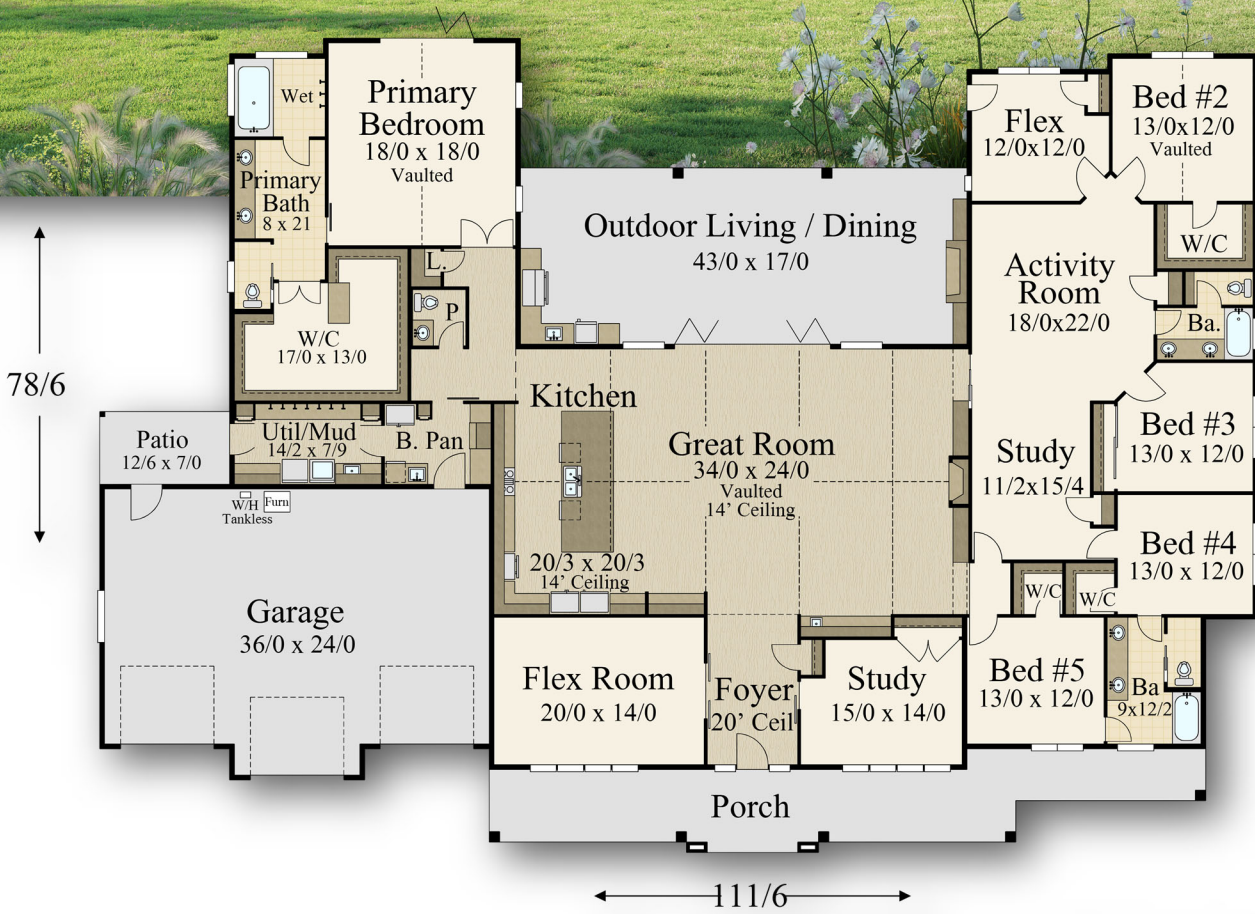 Wet
Primary
Bedroom
18/0 x 18/0
Vaulted
Primary
Bath
8 x 21
Flex
12/0x12/0
Bed #2
13/0x12/0
Vaulted
W/C
Outdoor Living / Dining
43/0 x 17/0
L.
P
W/C
17/0 x 13/0
Activity
Room
18/0x22/0
Ba.
78/6
Patio
12/6 x 7/0
Util/Mud
14/2 x 7/9
B. Pan
Kitchen
Great Room
34/0 x 24/0
Vaulted
14' Ceiling
Study
11/2x15/4
Bed #3
13/0 x 12/0
W/H
Tankless
Furn
20/3 x 20/3
14' Ceiling
Bed #4
13/0 x 12/0
W/C
W/C
Garage
36/0 x 24/0
Flex Room
20/0 x 14/0
Foyer
20' Ceil
Study
15/0 x 14/0
Bed #5
13/0 x 12/0
Ba
9x12/2
Porch
111/6